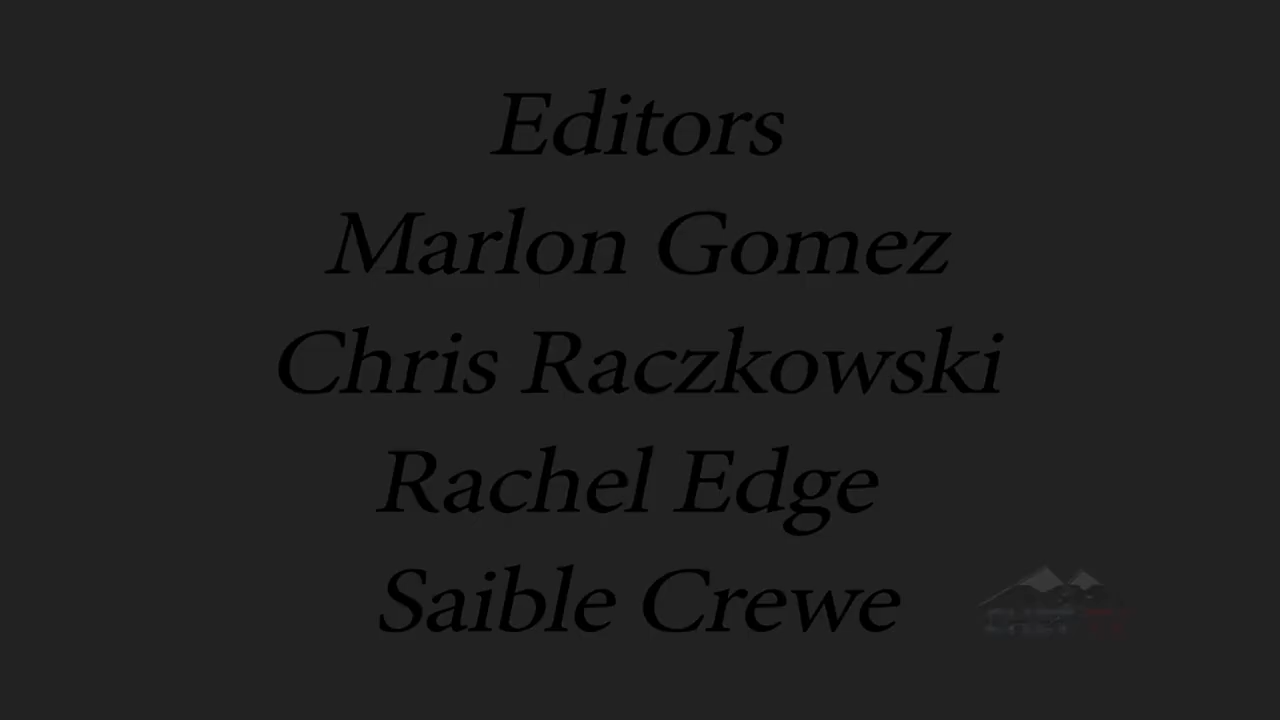 Editors
Marlon Gomez
Chris Raczkowski
Rachel Edge
Saible Crewe